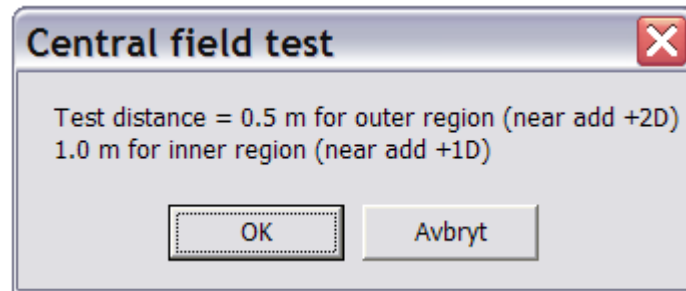 Central field test
Test distance = 0.5 m for outer region (near add +2D)
1.0 m for inner region (near add +1D)
OK
Avbryt